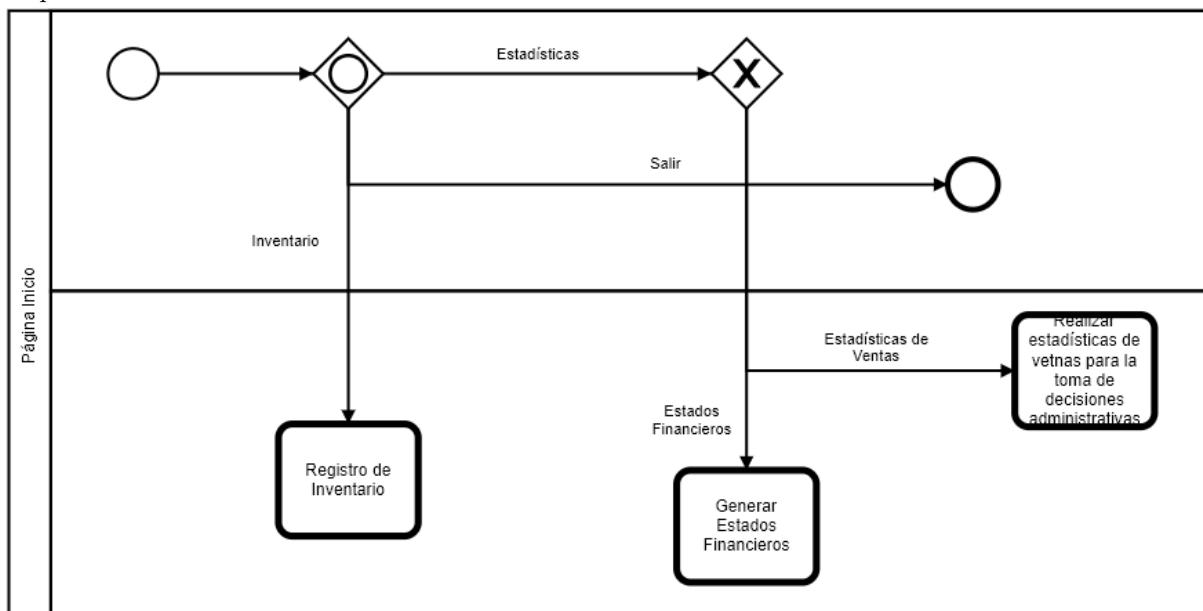 Estadísticas
Salir
Inventario
Página Inicio
Estadísticas de
Ventas
Realizar
estadísticas de
vetnas para la
toma de
decisiones
administrativas
Estados
Financieros
Registro de
Inventario
Generar
Estados
Financieros